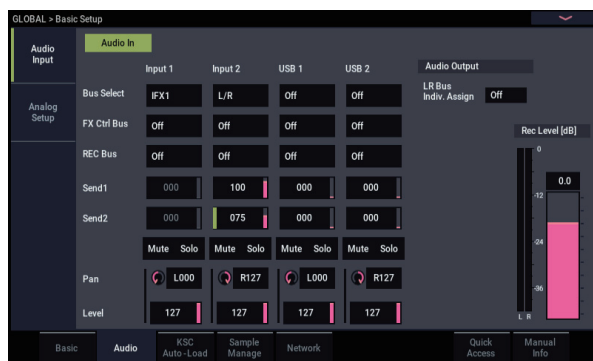 GLOBAL > Basic Setup
Audio Input
Analog Setup
Audio In
Input 1 Input 2 USB 1 USB 2
Bus Select IFX1 L/R Off Off
FX Ctrl Bus Off Off Off Off
REC Bus Off Off Off Off
Send1 000 100 000 000
Send2 000 075 000 000
Mute Solo Mute Solo Mute Solo Mute Solo
Pan L000 R127 L000 R127
Level 127 127 127 127
Audio Output
LR Bus
Indiv. Assign Off
Rec Level [dB]
0
0.0
-12
-24
-36
L R
Basic Audio KSC Auto-Load Sample Manage Network Quick Access Manual Info